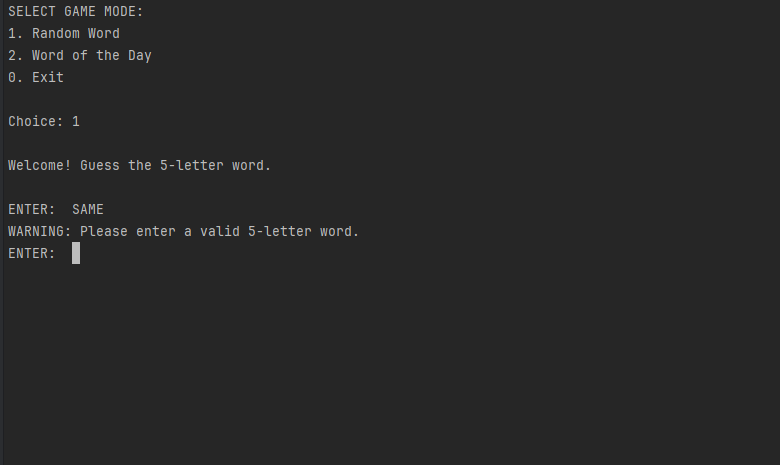 SELECT GAME MODE:
1. Random Word
2. Word of the Day
0. Exit
Choice: 1
Welcome! Guess the 5-letter word.
ENTER:  SAME
WARNING: Please enter a valid 5-letter word.
ENTER: